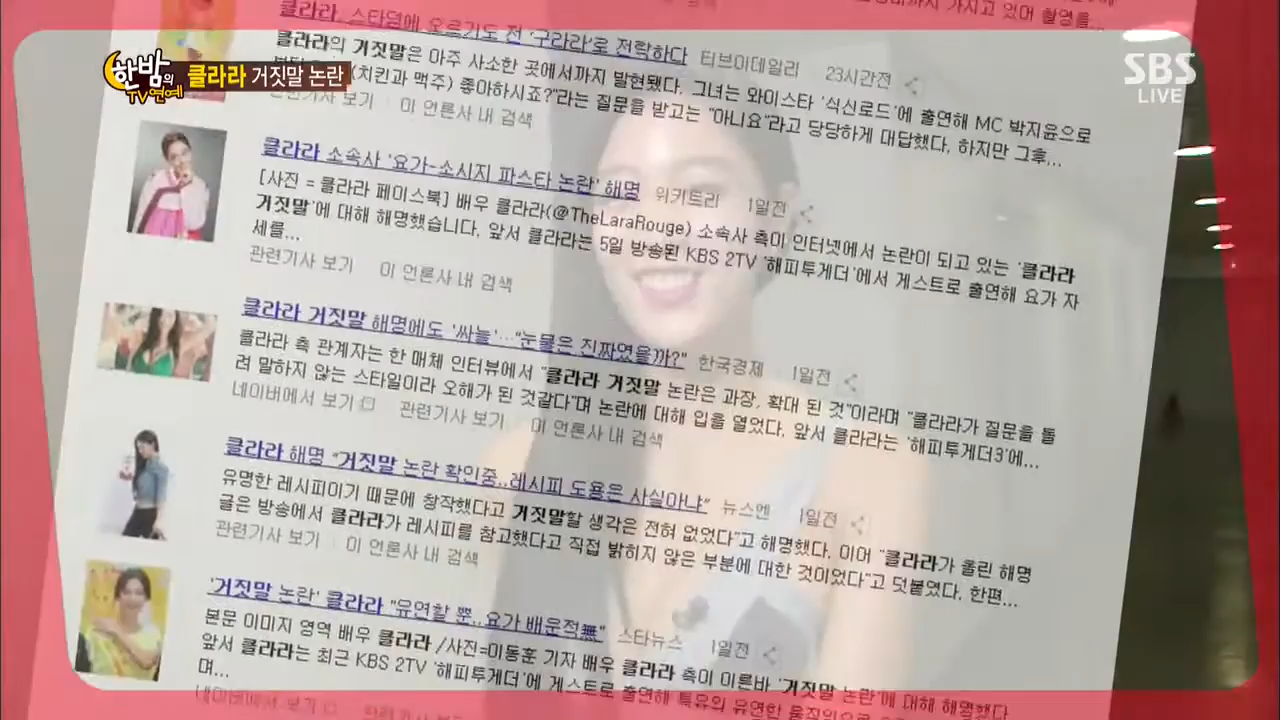 클라라, 스타덤에 오르기도 전 '구라라'로 전락하다 티브이데일리 23시간전
클라라의 거짓말은 아주 사소한 곳에서까지 발현됐다. 그녀는 와이스타 '식신로드'에 출연해 MC 박지윤으로
(치킨과 맥주) 좋아하시죠?"라는 질문을 받고는 "아니요"라고 당당하게 대답했다. 하지만 그후...
관련기사 보기 이 언론사 내 검색
한밤의
TV연예
클라라 거짓말 논란
SBS
LIVE
클라라 소속사 '요가-소시지 파스타 논란' 해명 위키트리 1일전
[사진 = 클라라 페이스북] 배우 클라라(@TheLaraRouge) 소속사 측이 인터넷에서 논란이 되고 있는 '클라라
거짓말'에 대해 해명했습니다. 앞서 클라라는 5일 방송된 KBS 2TV '해피투게더'에서 게스트로 출연해 요가 자
세를...
관련기사 보기 이 언론사 내 검색
클라라 거짓말 해명에도 '싸늘'…"눈물은 진짜였을까?" 한국경제 1일전
클라라 측 관계자는 한 매체 인터뷰에서 "클라라 거짓말 논란은 과장, 확대 된 것"이라며 "클라라가 질문을 돌
려 말하지 않는 스타일이라 오해가 된 것같다"며 논란에 대해 입을 열었다. 앞서 클라라는 '해피투게더3'에...
네이버에서 보기 관련기사 보기 이 언론사 내 검색
클라라 해명 "거짓말 논란 확인중..레시피 도용은 사실아냐" 뉴스엔 1일전
유명한 레시피이기 때문에 창작했다고 거짓말할 생각은 전혀 없었다"고 해명했다. 이어 "클라라가 올린 해명
글은 방송에서 클라라가 레시피를 참고했다고 직접 밝히지 않은 부분에 대한 것이었다"고 덧붙였다. 한편...
관련기사 보기 이 언론사 내 검색
'거짓말 논란' 클라라 "유연할 뿐..요가 배운적無" 스타뉴스 1일전
본문 이미지 영역 배우 클라라 /사진=이동훈 기자 배우 클라라 측이 이른바 '거짓말 논란'에 대해 해명했다
앞서 클라라는 최근 KBS 2TV '해피투게더'에 게스트로 출연해 특유의 유연한 움직임으로
며...
네이버에서 보기 관련기사 보기